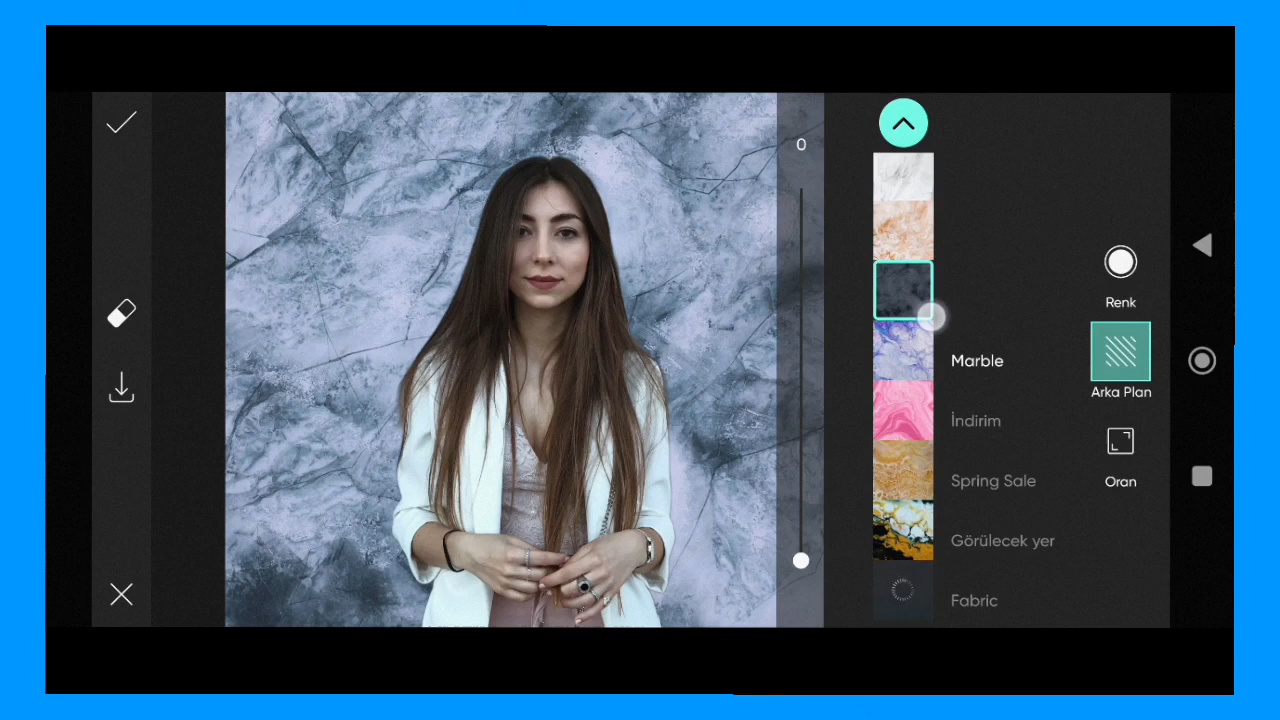 0
Renk
Marble
Arka Plan
İndirim
Spring Sale
Oran
Görülecek yer
Fabric